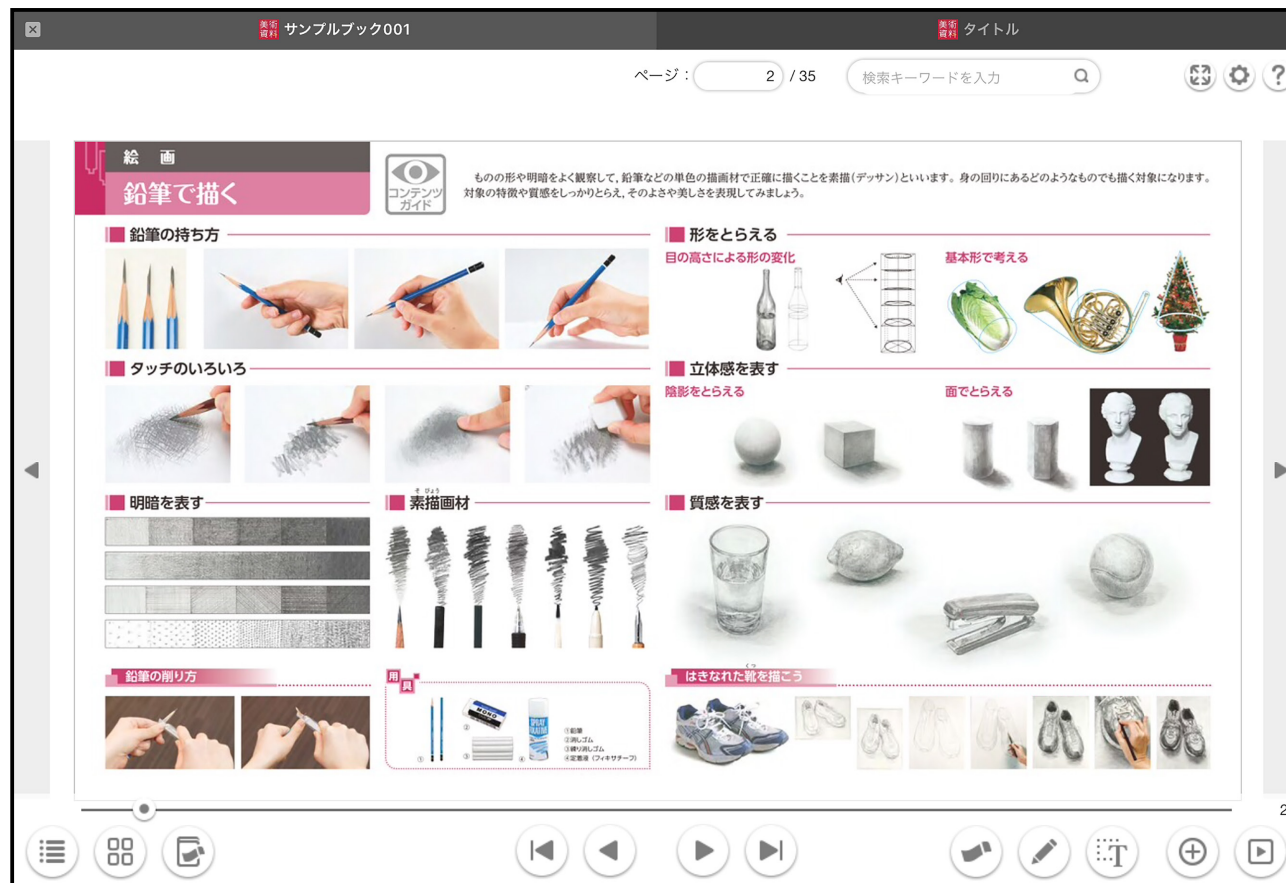 美術資料 サンプルブック001
美術資料 タイトル
ページ： 2 / 35
検索キーワードを入力
?
絵 画
鉛筆で描く
コンテンツ
ガイド
ものの形や明暗をよく観察して，鉛筆などの単色の描画材で正確に描くことを素描（デッサン）といいます。身の回りにあるどのようなものでも描く対象になります。
対象の特徴や質感をしっかりとらえ，そのよさや美しさを表現してみましょう。
鉛筆の持ち方
タッチのいろいろ
明暗を表す
そ びょう
素描画材
鉛筆の削り方
用具
MONO
SPRAY
FIXATIF
① ② ③ ④
①鉛筆
②消しゴム
③練り消しゴム
④定着液（フィキサチーフ）
形をとらえる
目の高さによる形の変化
基本形で考える
立体感を表す
陰影をとらえる
面でとらえる
質感を表す
くつ
はきなれた靴を描こう
2
T